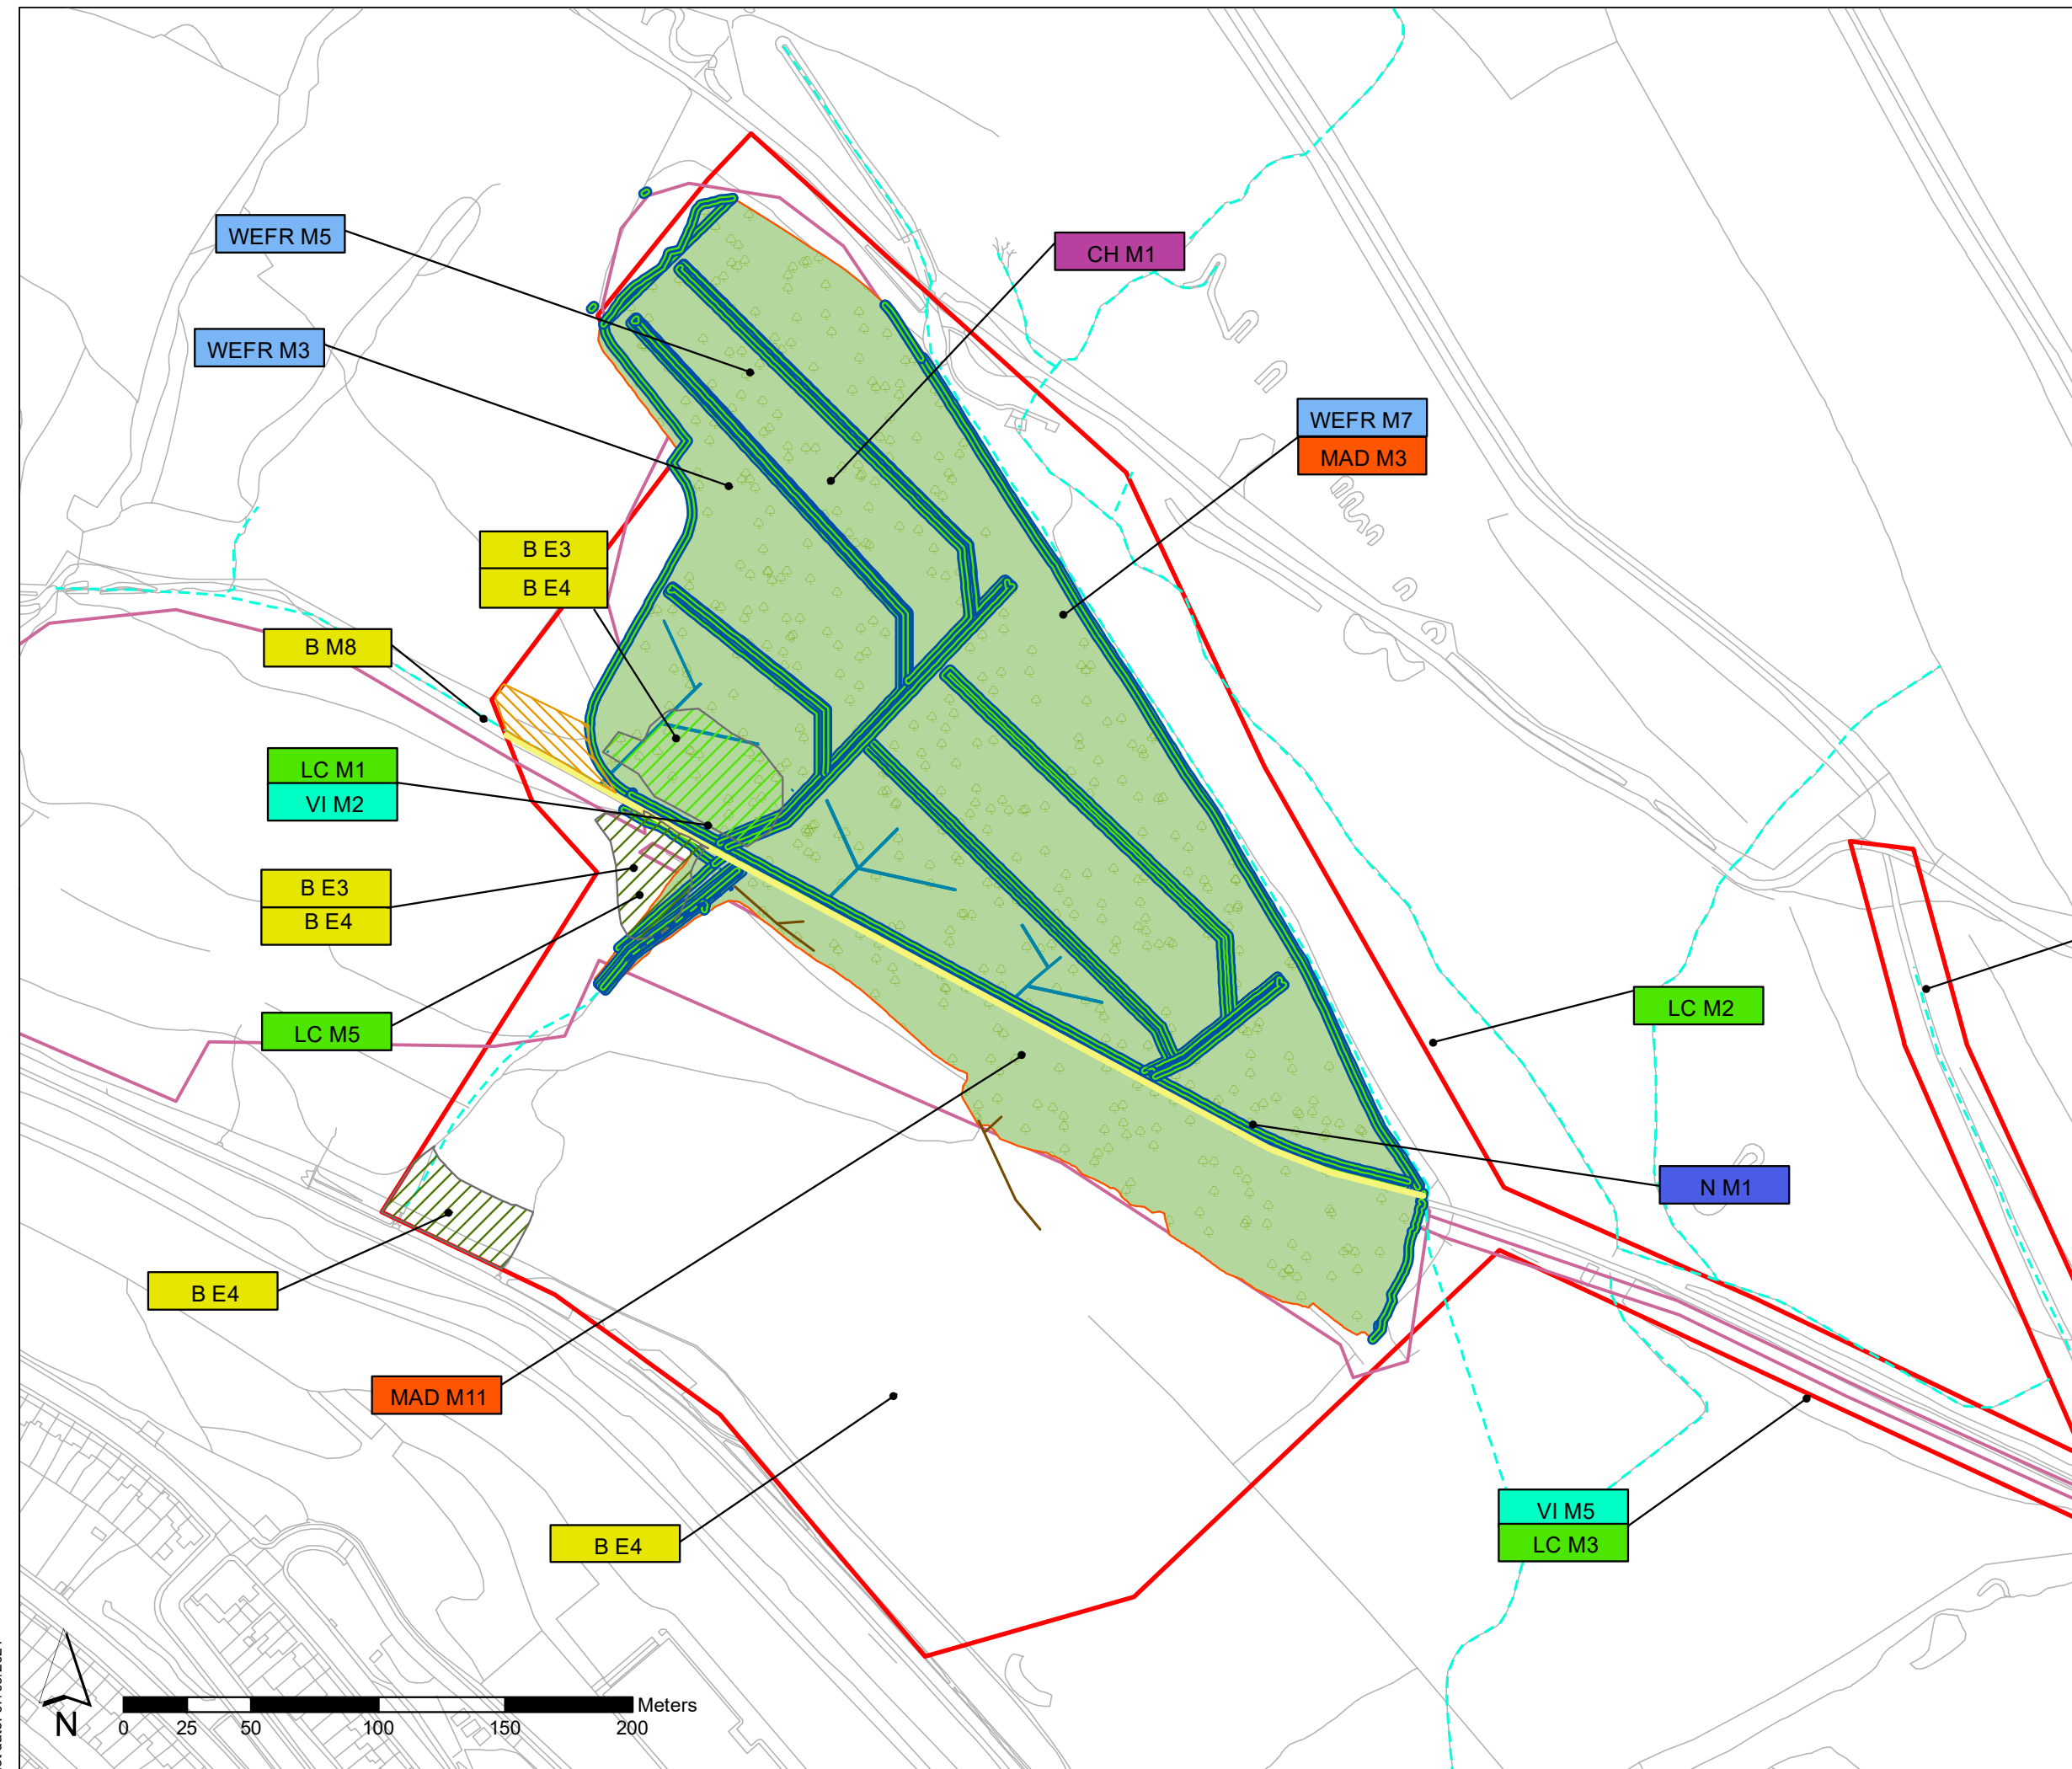 WEFR M5
CH M1
WEFR M3
WEFR M7
MAD M3
B E3
B E4
B M8
LC M1
VI M2
B E3
B E4
LC M5
LC M2
N M1
B E4
MAD M11
B E4
VI M5
LC M3
N
Meters
0 25 50 100 150 200